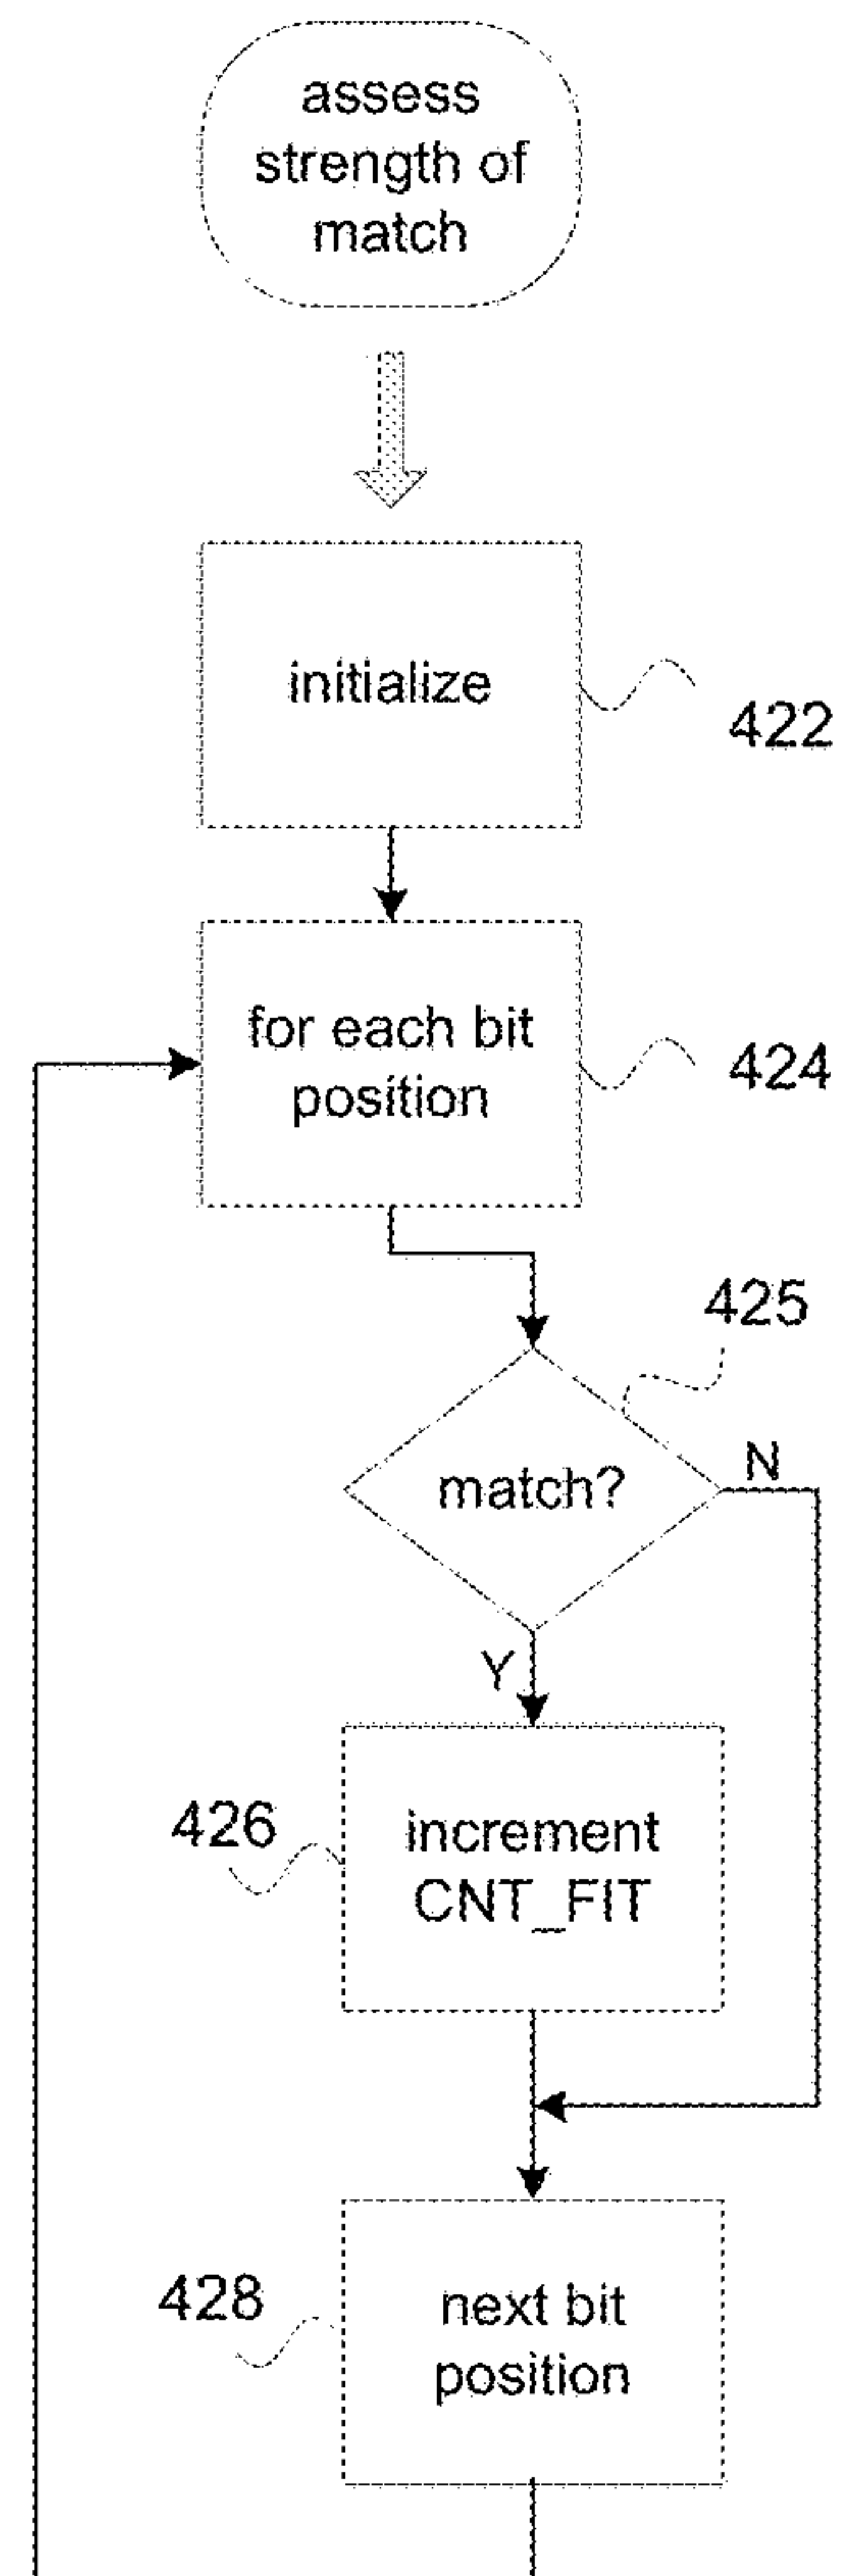 assess
strength of
match
initialize
422
for each bit
position
424
425
match?
N
Y
426
increment
CNT_FIT
428
next bit
position